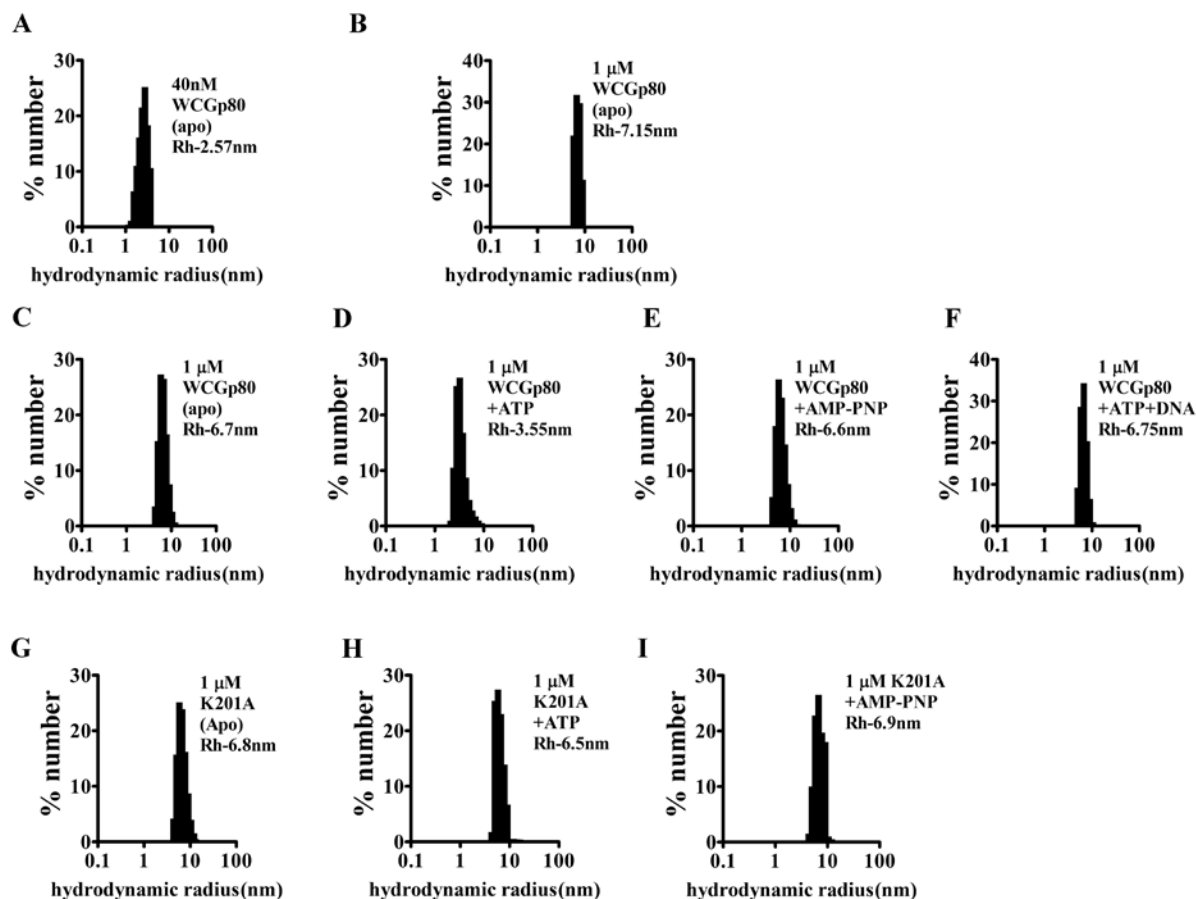 A
% number
30
20
10
0
40nM
WCGp80
(apo)
Rh-2.57nm
0.1 1 10 100
hydrodynamic radius(nm)
B
% number
40
30
20
10
0
1 μM
WCGp80
(apo)
Rh-7.15nm
0.1 1 10 100
hydrodynamic radius(nm)
C
% number
30
20
10
0
1 μM
WCGp80
(apo)
Rh-6.7nm
0.1 1 10 100
hydrodynamic radius(nm)
D
% number
30
20
10
0
1 μM
WCGp80
+ATP
Rh-3.55nm
0.1 1 10 100
hydrodynamic radius(nm)
E
% number
30
20
10
0
1 μM
WCGp80
+AMP-PNP
Rh-6.6nm
0.1 1 10 100
hydrodynamic radius(nm)
F
% number
40
30
20
10
0
1 μM
WCGp80
+ATP+DNA
Rh-6.75nm
0.1 1 10 100
hydrodynamic radius(nm)
G
% number
30
20
10
0
1 μM
K201A
(Apo)
Rh-6.8nm
0.1 1 10 100
hydrodynamic radius(nm)
H
% number
30
20
10
0
1 μM
K201A
+ATP
Rh-6.5nm
0.1 1 10 100
hydrodynamic radius(nm)
I
% number
30
20
10
0
1 μM K201A
+AMP-PNP
Rh-6.9nm
0.1 1 10 100
hydrodynamic radius(nm)